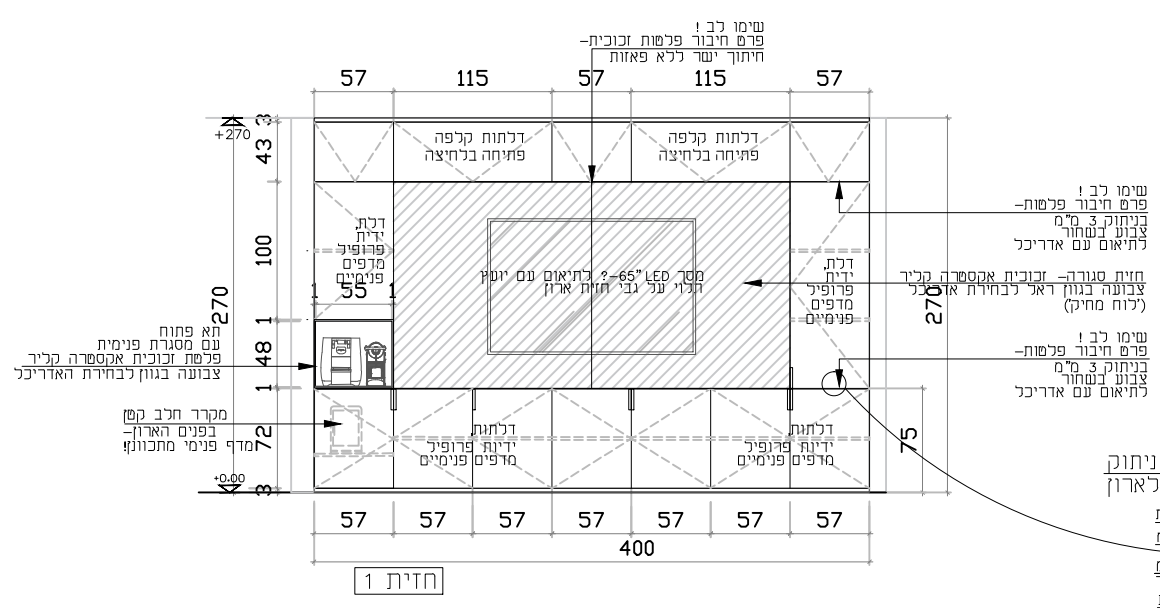 שימו לב !
פרט חיבור פלטות זכוכית-
חיתוך ישר ללא פאזות
57 115 57 115 57
+270
3
43
100
1
48
1
72
3
270
+0.00
דלתות קלפה
פתיחה בלחיצה
דלתות קלפה
פתיחה בלחיצה
דלת,
ידית
פרופיל
מדפים
פנימיים
1 55 1
מסך LED "65-? לתיאום עם יועץ
תלוי על גבי חזית ארון
דלת,
ידית
פרופיל
מדפים
פנימיים
שימו לב !
פרט חיבור פלטות-
בניתוק 3 מ"מ
צבוע בשחור
לתיאום עם אדריכל
חזית סגורה- זכוכית אקסטרה קליר
צבועה בגוון ראל לבחירת אדריכל
('לוח מחיק')
270
שימו לב !
פרט חיבור פלטות-
בניתוק 3 מ"מ
צבוע בשחור
לתיאום עם אדריכל
תא פתוח
עם מסגרת פנימית
פלטת זכוכית אקסטרה קליר
צבועה בגוון לבחירת האדריכל
מקרר חלב קטן
בפנים הארון-
מדף פנימי מתכוונן!
דלתות,
ידיות פרופיל
מדפים פנימיים
דלתות,
ידיות פרופיל
מדפים פנימיים
75
ניתוק
לארון
57 57 57 57 57 57 57
400
חזית 1